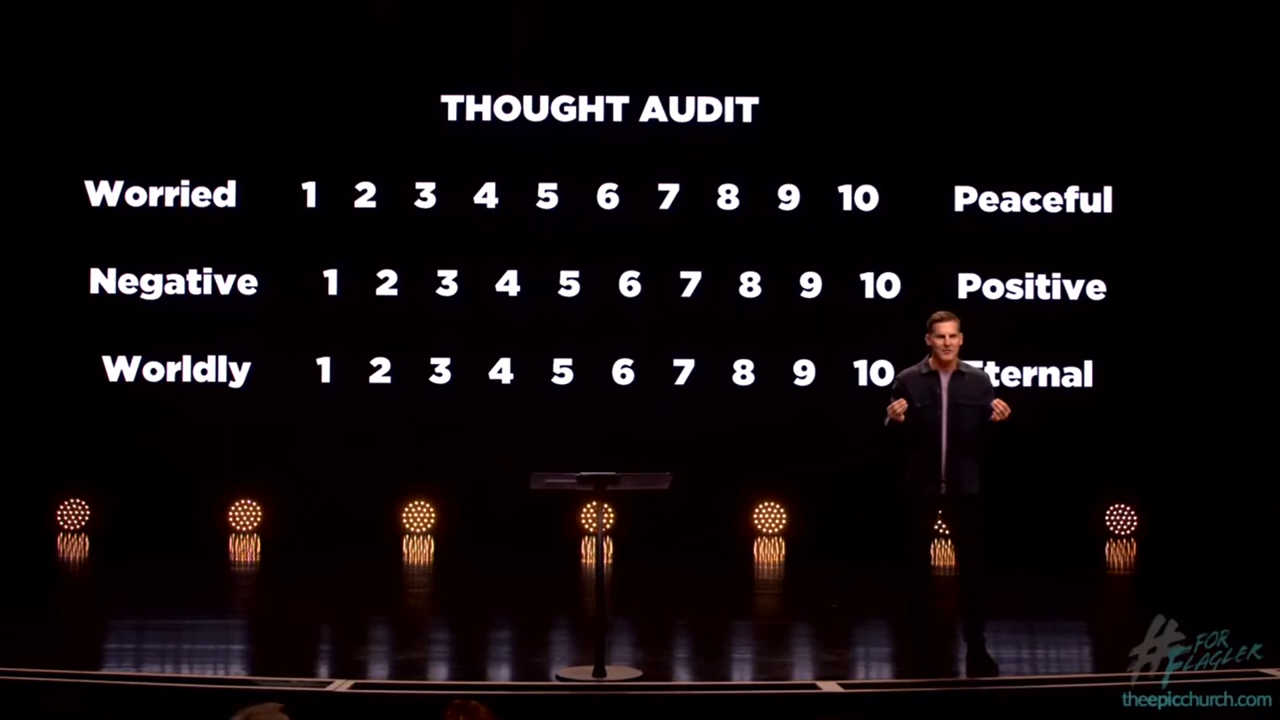 THOUGHT AUDIT
Worried 1 2 3 4 5 6 7 8 9 10 Peaceful
Negative 1 2 3 4 5 6 7 8 9 10 Positive
Worldly 1 2 3 4 5 6 7 8 9 10 Eternal
#FOR
FLAGLER
theepicchurch.com